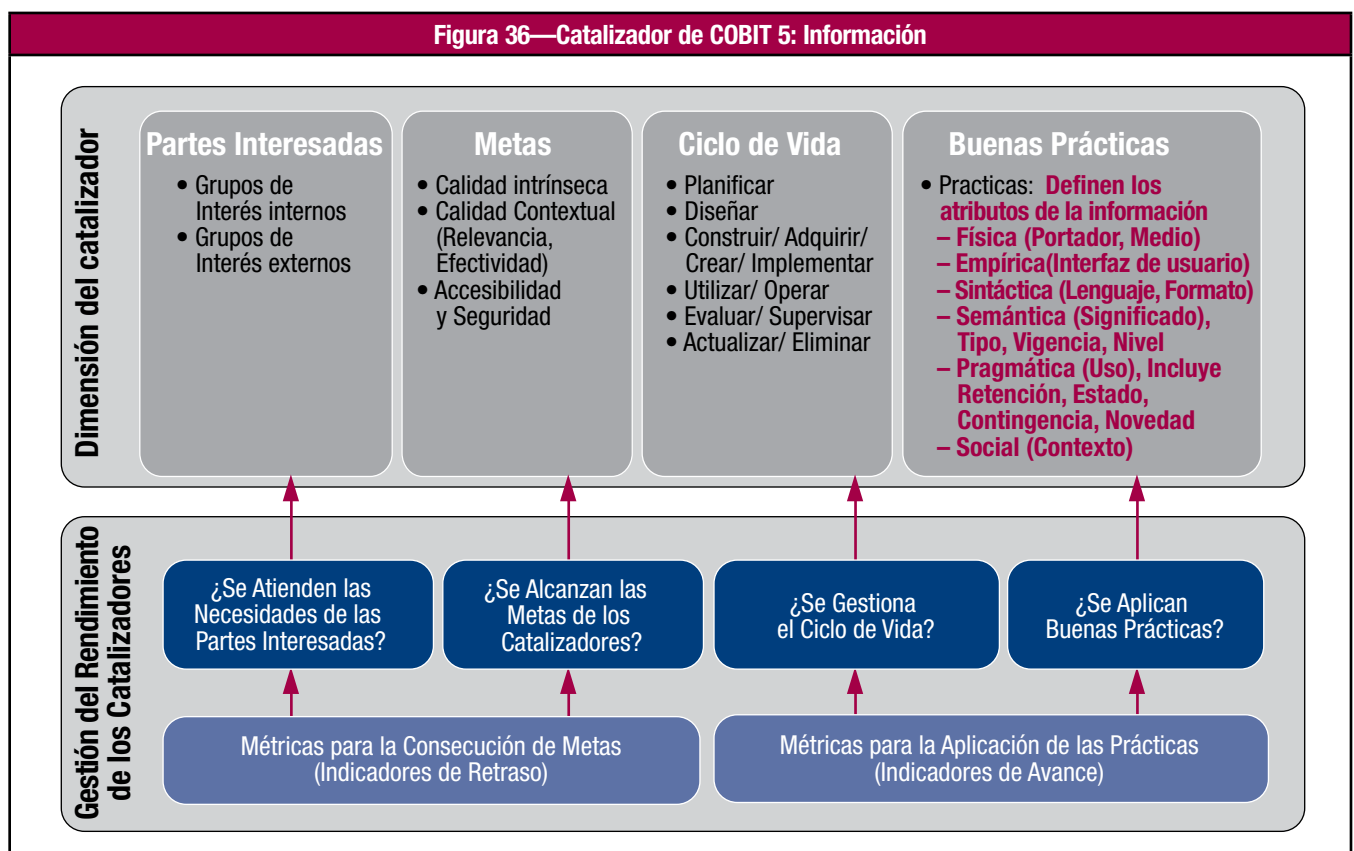 Figura 36—Catalizador de COBIT 5: Información
Dimensión del catalizador
Partes Interesadas
• Grupos de
Interés internos
• Grupos de
Interés externos
Metas
• Calidad intrínseca
• Calidad Contextual
(Relevancia,
Efectividad)
• Accesibilidad
y Seguridad
Ciclo de Vida
• Planificar
• Diseñar
• Construir/ Adquirir/
Crear/ Implementar
• Utilizar/ Operar
• Evaluar/ Supervisar
• Actualizar/ Eliminar
Buenas Prácticas
• Practicas: Definen los
atributos de la información
– Física (Portador, Medio)
– Empírica(Interfaz de usuario)
– Sintáctica (Lenguaje, Formato)
– Semántica (Significado),
Tipo, Vigencia, Nivel
– Pragmática (Uso), Incluye
Retención, Estado,
Contingencia, Novedad
– Social (Contexto)
Gestión del Rendimiento
de los Catalizadores
¿Se Atienden las
Necesidades de las
Partes Interesadas?
¿Se Alcanzan las
Metas de los
Catalizadores?
¿Se Gestiona
el Ciclo de Vida?
¿Se Aplican
Buenas Prácticas?
Métricas para la Consecución de Metas
(Indicadores de Retraso)
Métricas para la Aplicación de las Prácticas
(Indicadores de Avance)